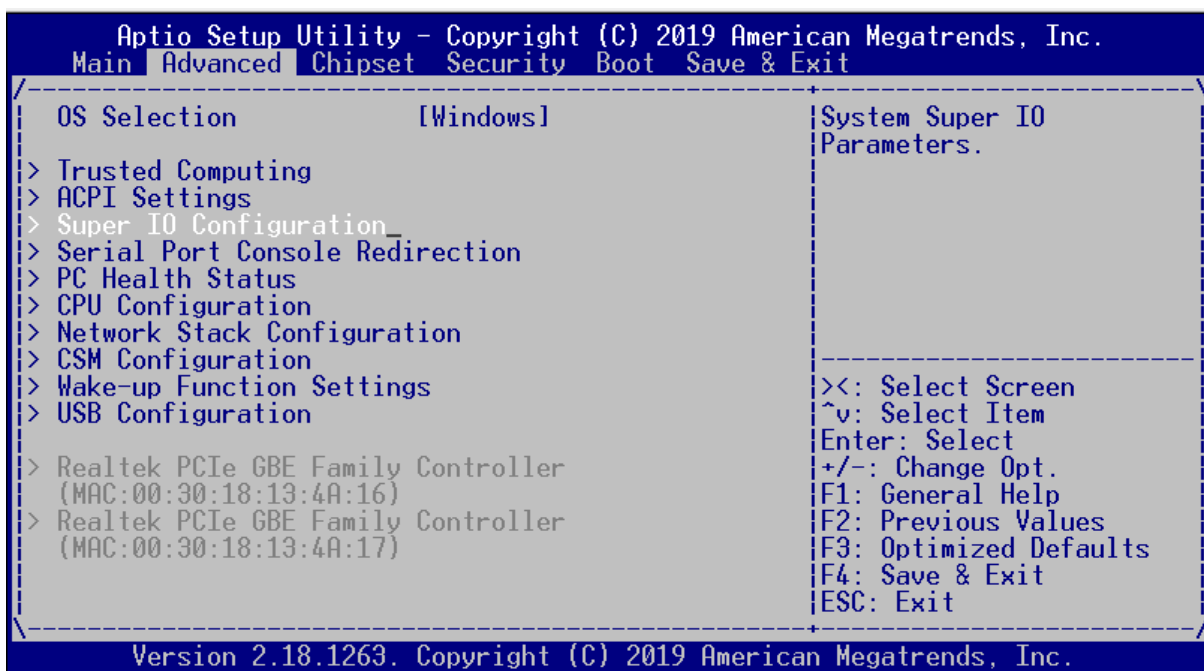 Aptio Setup Utility - Copyright (C) 2019 American Megatrends, Inc.
Main Advanced Chipset Security Boot Save & Exit
OS Selection [Windows]
> Trusted Computing
> ACPI Settings
> Super IO Configuration_
> Serial Port Console Redirection
> PC Health Status
> CPU Configuration
> Network Stack Configuration
> CSM Configuration
> Wake-up Function Settings
> USB Configuration
> Realtek PCIe GBE Family Controller
(MAC:00:30:18:13:4A:16)
> Realtek PCIe GBE Family Controller
(MAC:00:30:18:13:4A:17)
System Super IO
Parameters.
><: Select Screen
^v: Select Item
Enter: Select
+/-: Change Opt.
F1: General Help
F2: Previous Values
F3: Optimized Defaults
F4: Save & Exit
ESC: Exit
Version 2.18.1263. Copyright (C) 2019 American Megatrends, Inc.